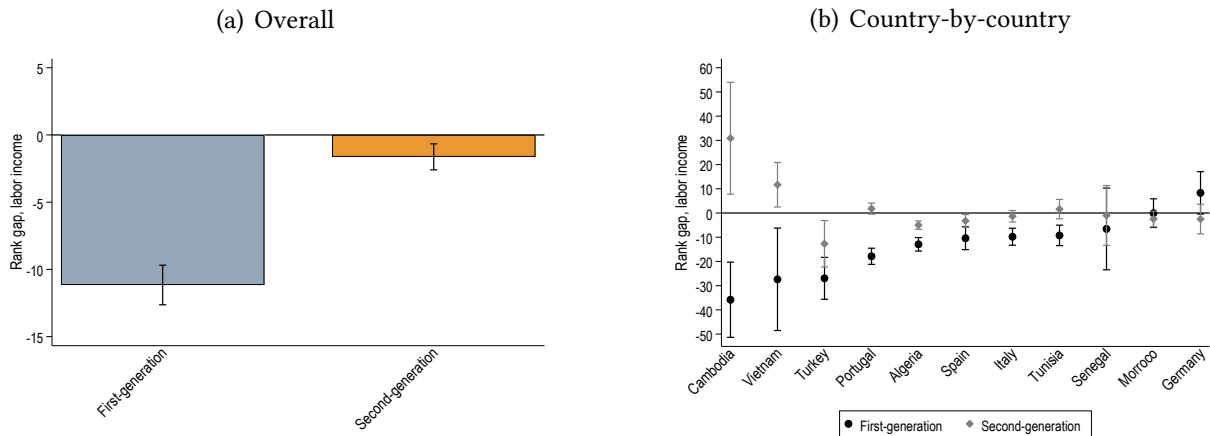 (a) Overall
5
0
-5
-10
-15
Rank gap, labor income
First-generation
Second-generation
(b) Country-by-country
60
50
40
30
20
10
0
-10
-20
-30
-40
-50
Rank gap, labor income
Cambodia
Vietnam
Turkey
Portugal
Algeria
Spain
Italy
Tunisia
Senegal
Morroco
Germany
First-generation Second-generation